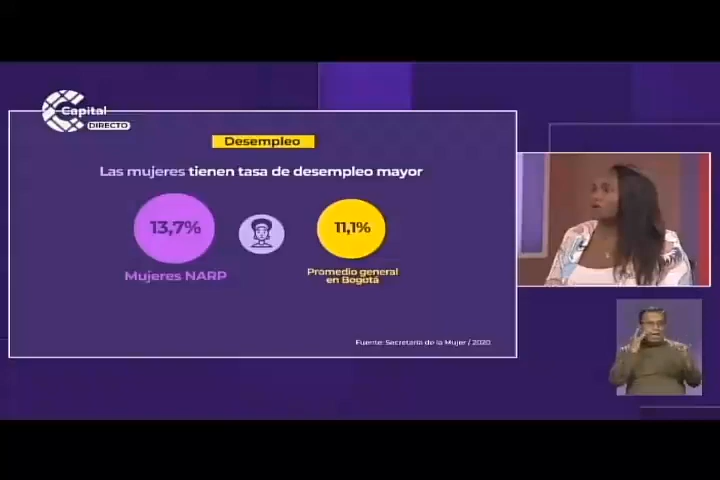 Capital
DIRECTO
Desempleo
Las mujeres tienen tasa de desempleo mayor
13,7%
11,1%
Mujeres NARP
Promedio general
en Bogotá
Fuente: Secretaría de la Mujer / 2020